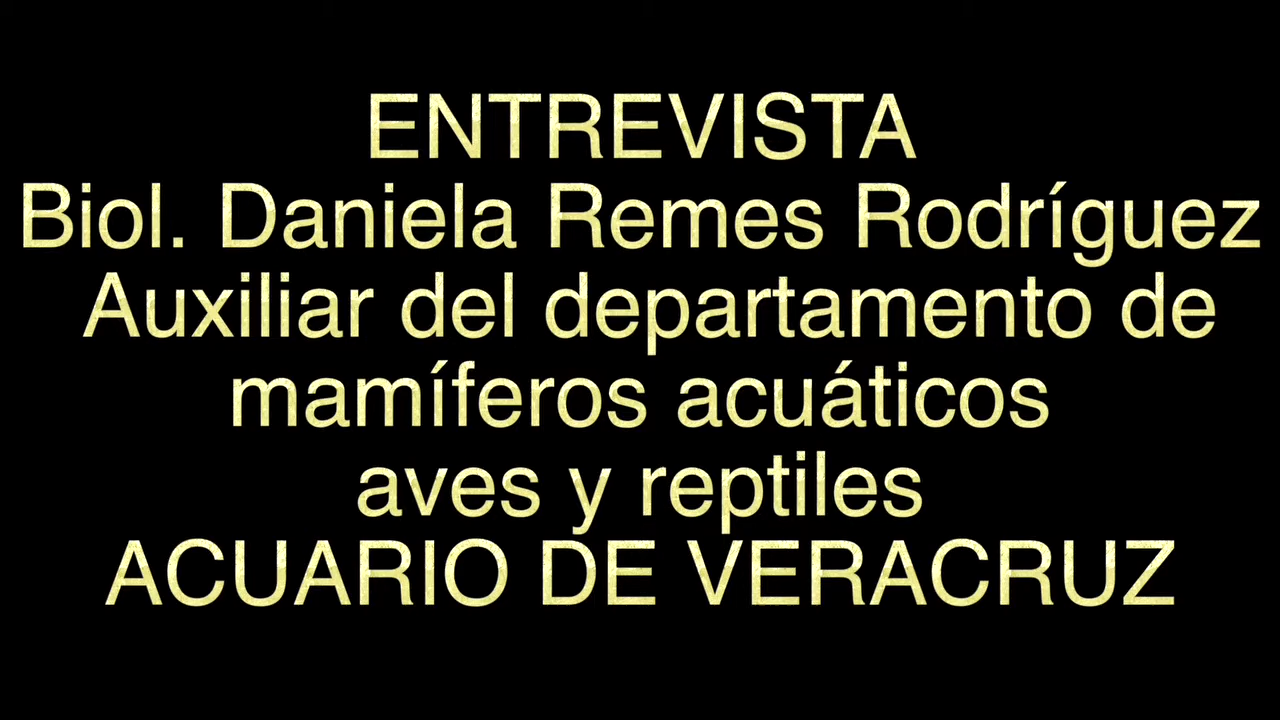 ENTREVISTA
Biol. Daniela Remes Rodríguez
Auxiliar del departamento de
mamíferos acuáticos
aves y reptiles
ACUARIO DE VERACRUZ